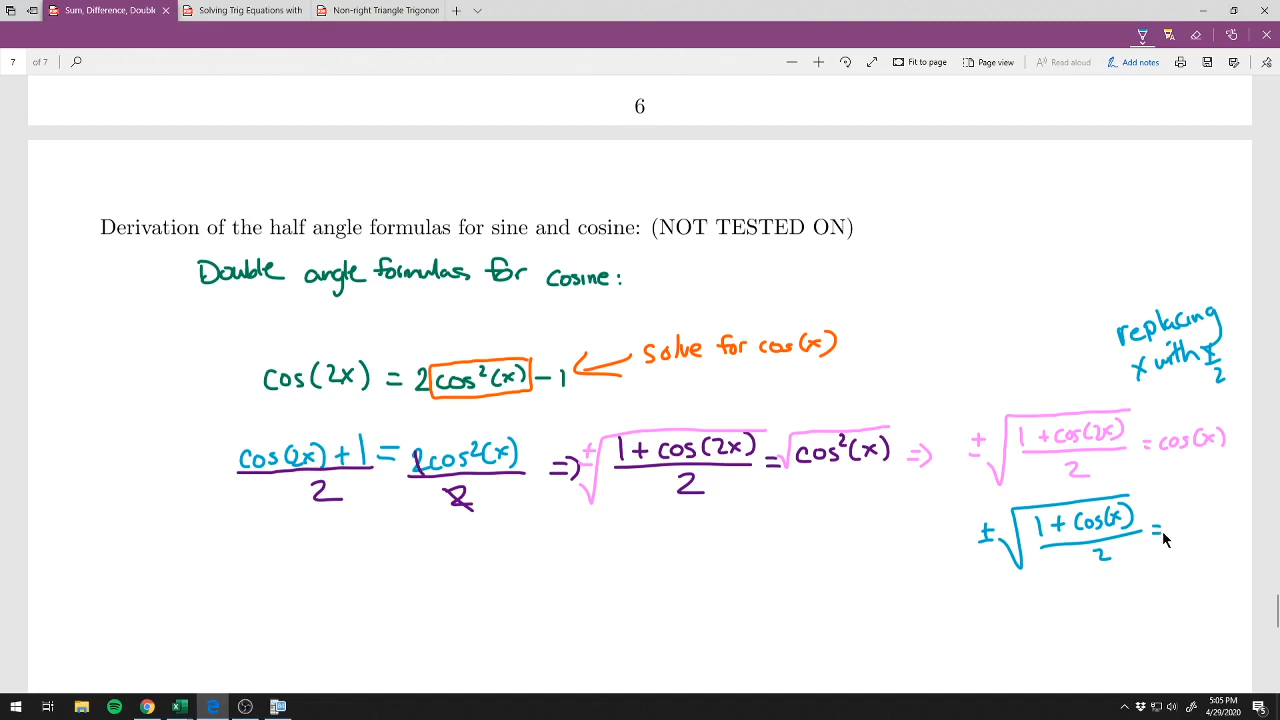 Sum, Difference, Doubl
Solving Trig Equations with
Non-right Triangle Trigonom
7 of 7
Fit to page
Page view
Read aloud
Add notes
6
Derivation of the half angle formulas for sine and cosine: (NOT TESTED ON)
Double angle formulas for cosine:
cos(2x) = 2cos²(x) - 1
solve for cos(x)
replacing
x with x/2
(cos(2x) + 1)/2 = 2cos²(x)/2 => ±√((1 + cos(2x))/2) = √(cos²(x)) => ±√((1 + cos(2x))/2) = cos(x)
±√((1 + cos(x))/2) =
5:05 PM
4/29/2020